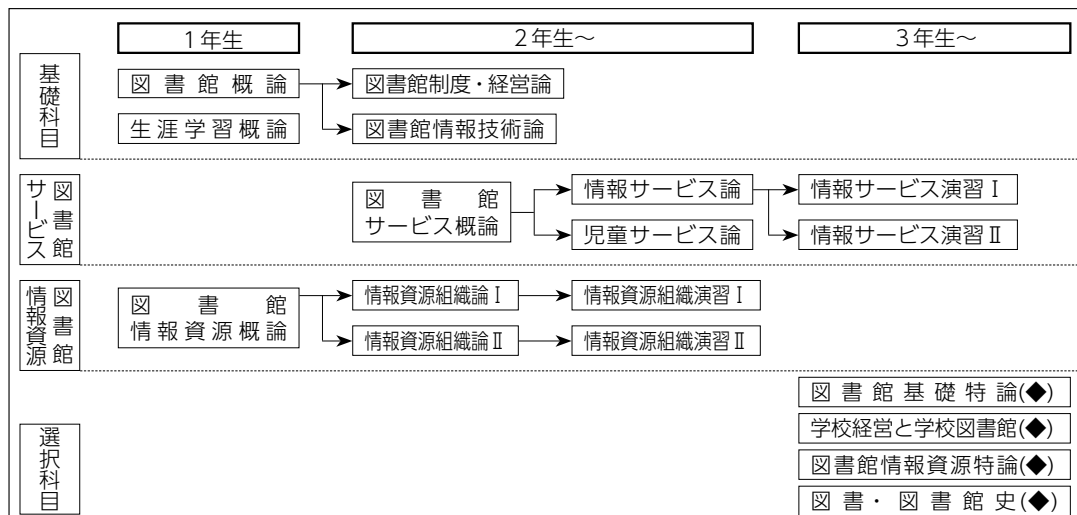 1年生
2年生～
3年生～
基礎科目
図書館概論
図書館制度・経営論
生涯学習概論
図書館情報技術論
図書館
サービス
図書館
サービス概論
情報サービス論
情報サービス演習Ⅰ
児童サービス論
情報サービス演習Ⅱ
図書館
情報資源
図書館
情報資源概論
情報資源組織論Ⅰ
情報資源組織演習Ⅰ
情報資源組織論Ⅱ
情報資源組織演習Ⅱ
選択科目
図書館基礎特論(◆)
学校経営と学校図書館(◆)
図書館情報資源特論(◆)
図書・図書館史(◆)